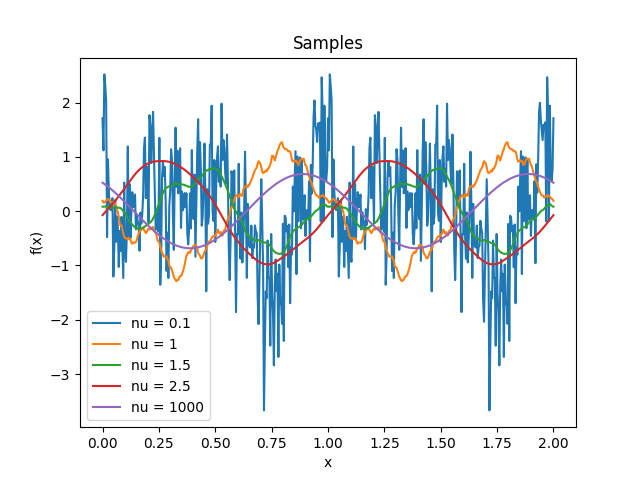 Samples
f(x)
2
1
0
−1
−2
−3
nu = 0.1
nu = 1
nu = 1.5
nu = 2.5
nu = 1000
0.00 0.25 0.50 0.75 1.00 1.25 1.50 1.75 2.00
x